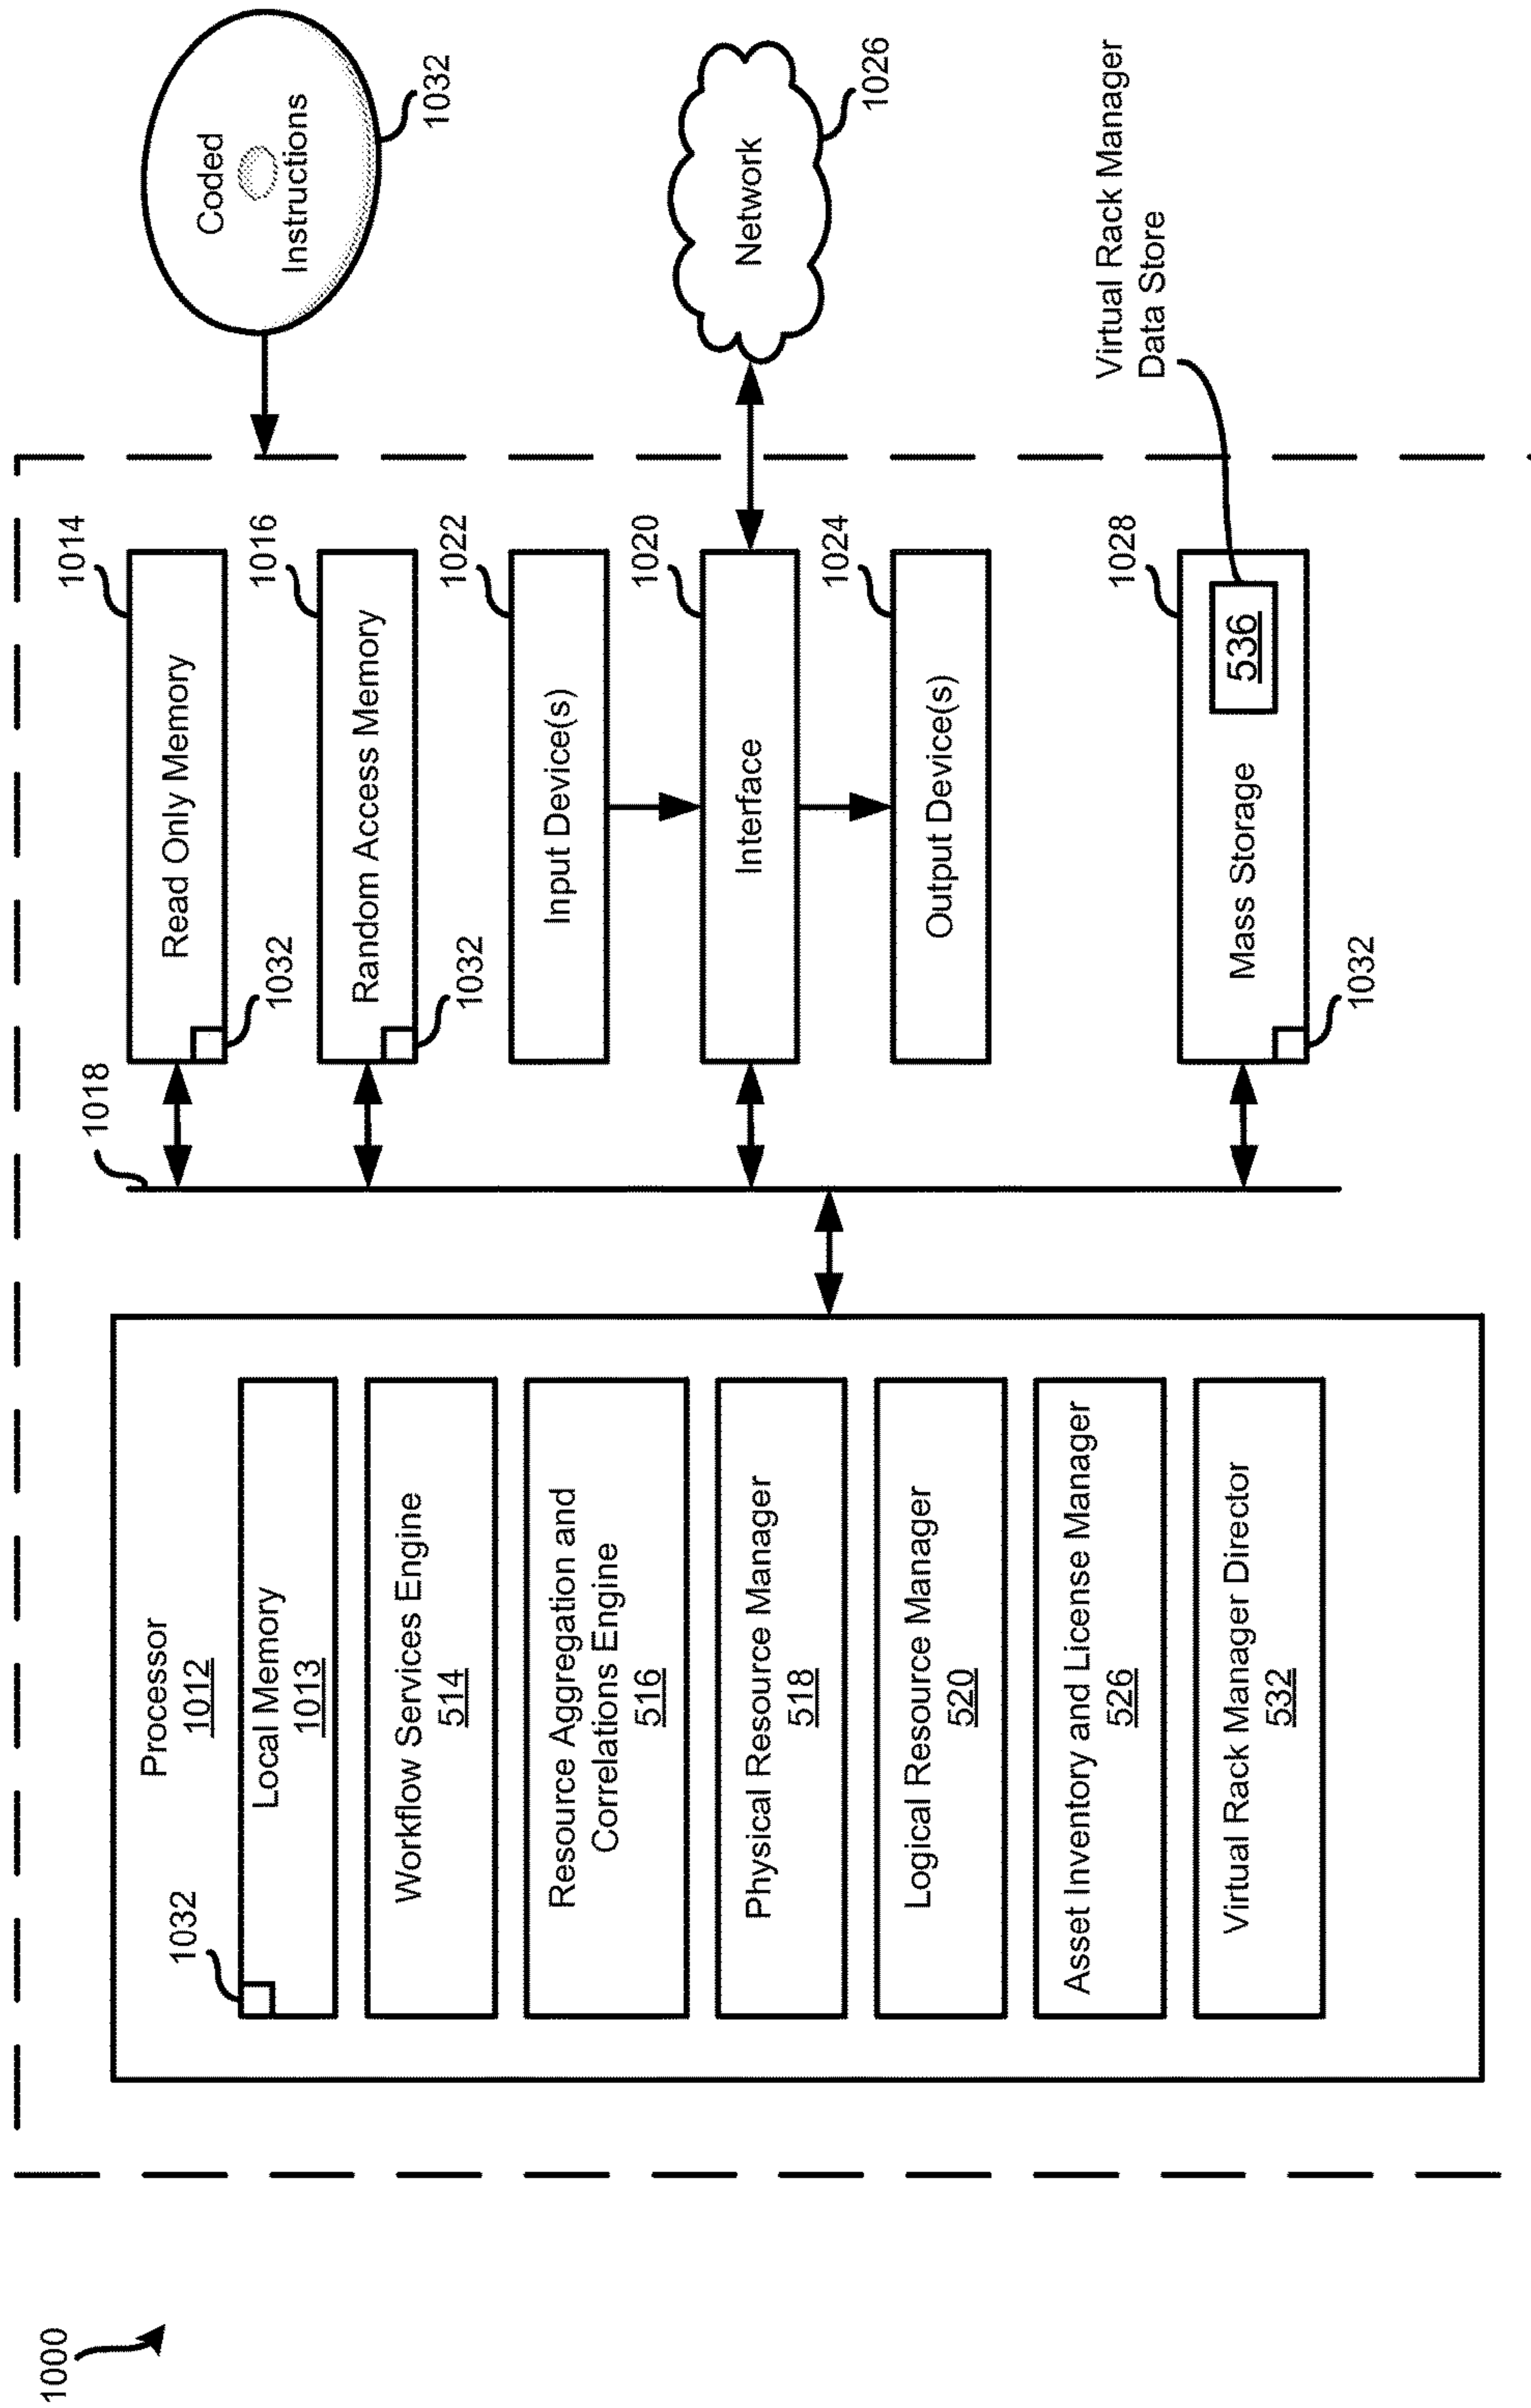 1000
Processor
1012
1032
Local Memory
1013
Workflow Services Engine
514
Resource Aggregation and
Correlations Engine
516
Physical Resource Manager
518
Logical Resource Manager
520
Asset Inventory and License Manager
526
Virtual Rack Manager Director
532
1018
1014
Read Only Memory
1032
1016
Random Access Memory
1032
1022
Input Device(s)
1020
Interface
1024
Output Device(s)
1028
Mass Storage
536
1032
Coded
Instructions
1032
Network
1026
Virtual Rack Manager
Data Store